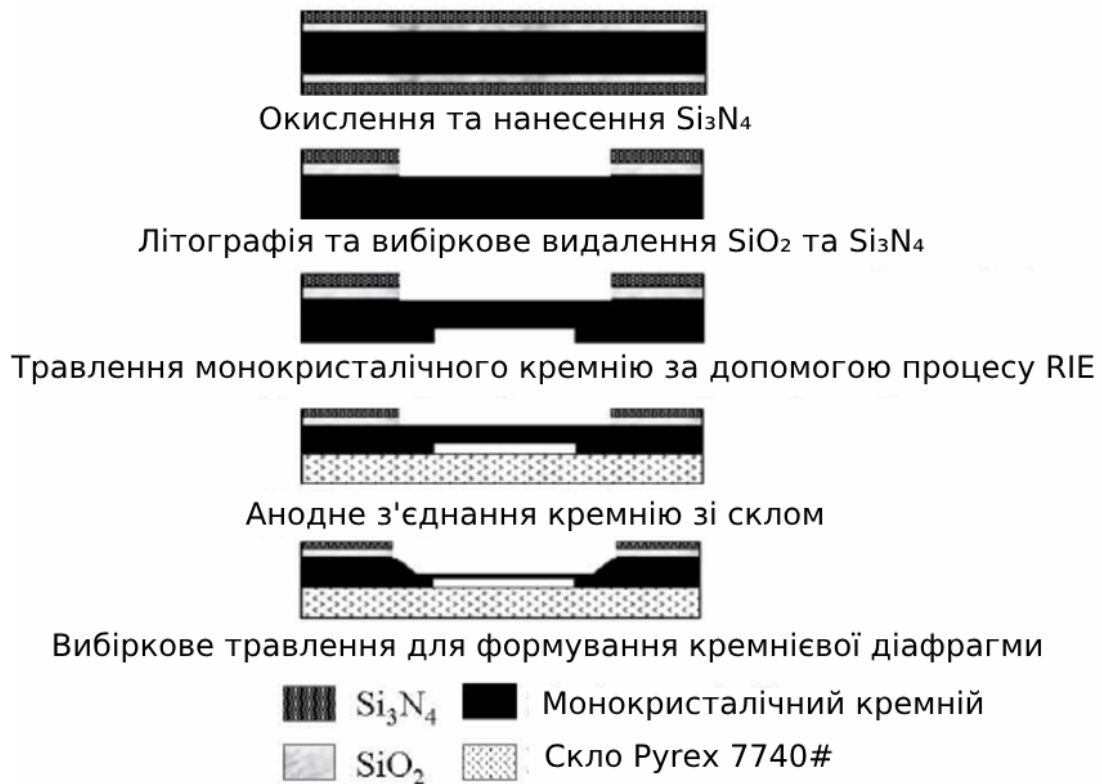 Окислення та нанесення Si₃N₄
Літографія та вибіркове видалення SiO₂ та Si₃N₄
Травлення монокристалічного кремнію за допомогою процесу RIE
Анодне з'єднання кремнію зі склом
Вибіркове травлення для формування кремнієвої діафрагми
Si₃N₄ Монокристалічний кремній
SiO₂ Скло Pyrex 7740#